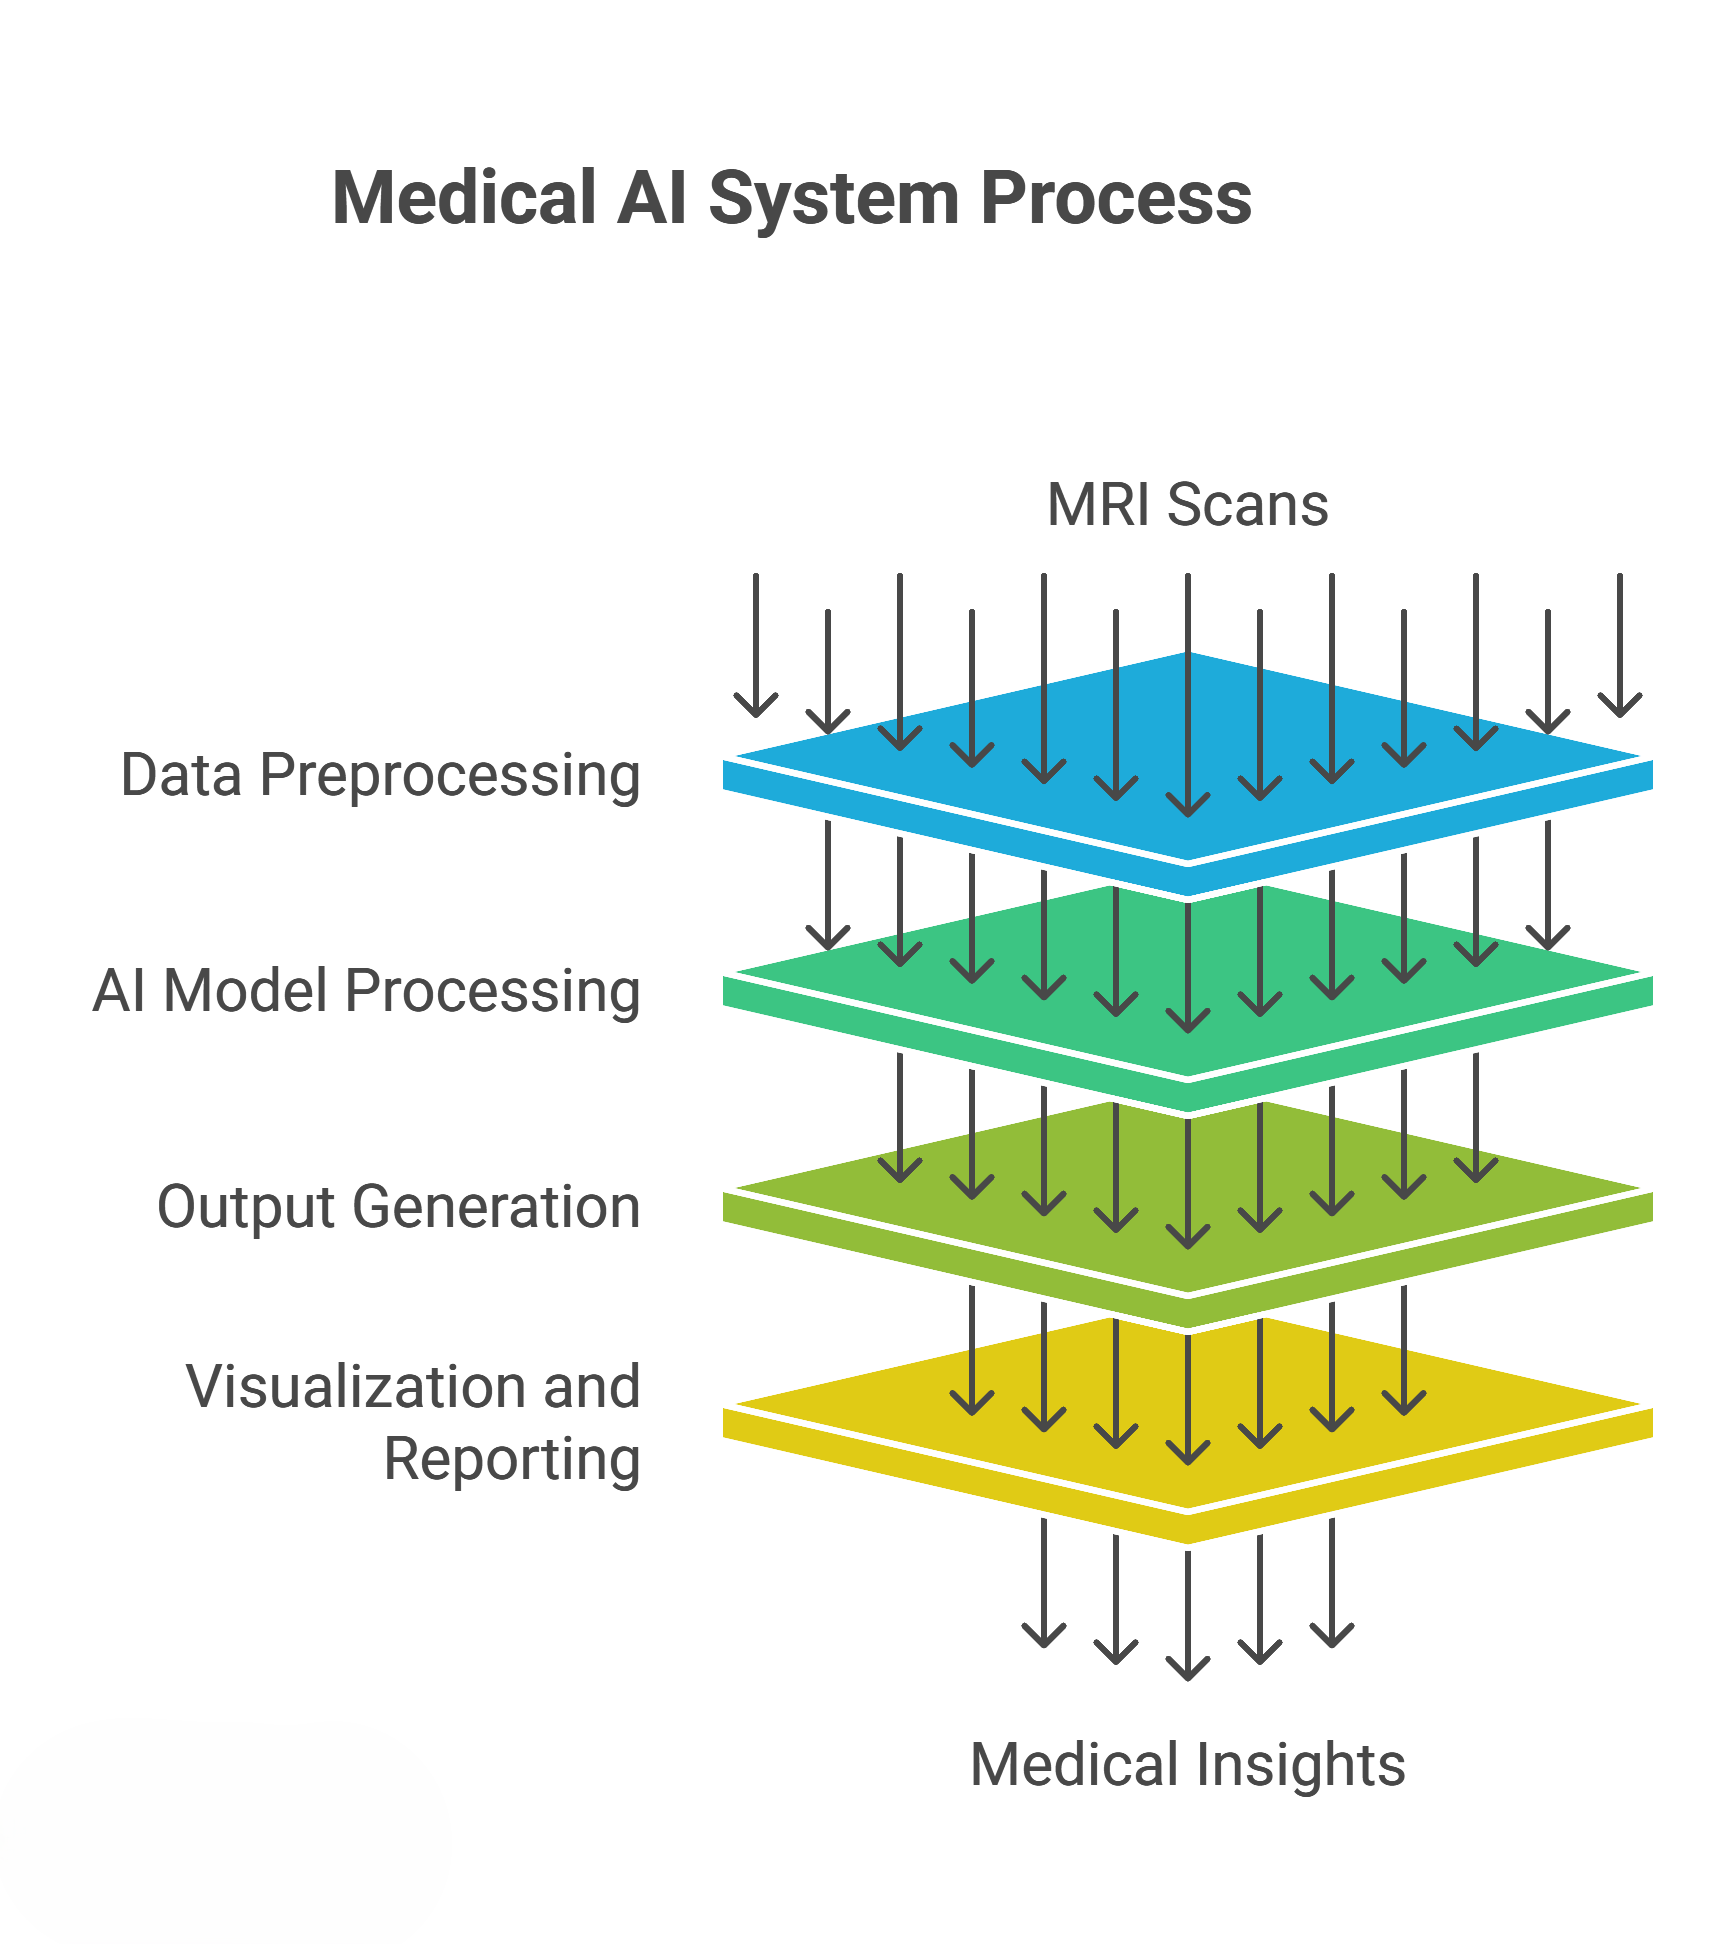 Medical AI System Process
MRI Scans
Data Preprocessing
AI Model Processing
Output Generation
Visualization and
Reporting
Medical Insights